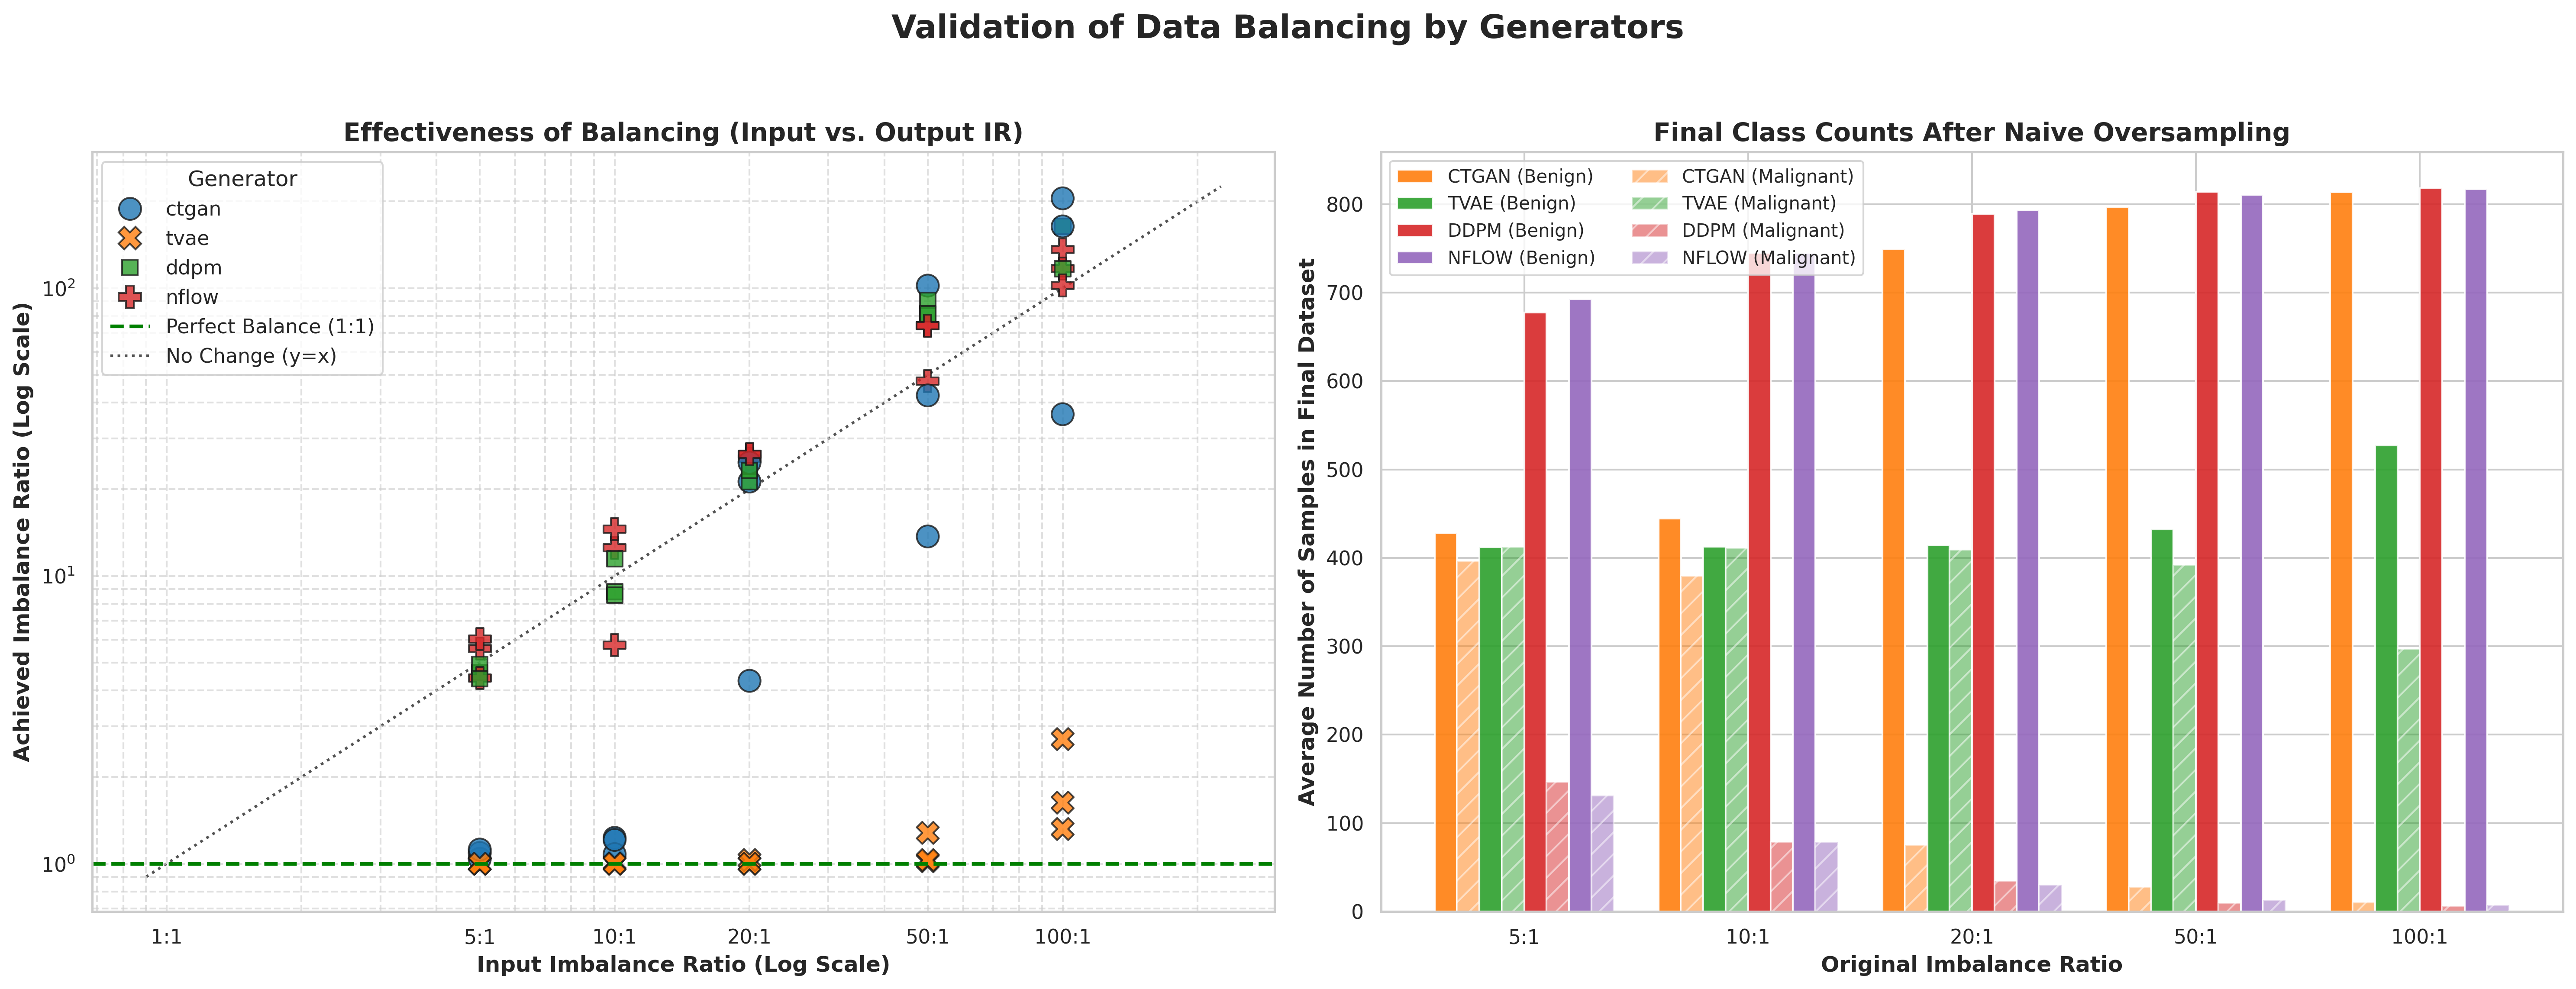 Validation of Data Balancing by Generators
Effectiveness of Balancing (Input vs. Output IR)
Generator
ctgan
tvae
ddpm
nflow
Perfect Balance (1:1)
No Change (y=x)
Achieved Imbalance Ratio (Log Scale)
10²
10¹
10⁰
1:1 5:1 10:1 20:1 50:1 100:1
Input Imbalance Ratio (Log Scale)
Final Class Counts After Naive Oversampling
CTGAN (Benign) CTGAN (Malignant)
TVAE (Benign) TVAE (Malignant)
DDPM (Benign) DDPM (Malignant)
NFLOW (Benign) NFLOW (Malignant)
Average Number of Samples in Final Dataset
800
700
600
500
400
300
200
100
0
5:1 10:1 20:1 50:1 100:1
Original Imbalance Ratio